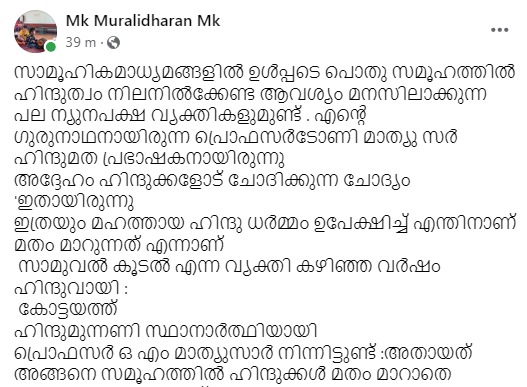 Mk Muralidharan Mk
39 m ·
സാമൂഹികമാധ്യമങ്ങളിൽ ഉൾപ്പടെ പൊതു സമൂഹത്തിൽ
ഹിന്ദുത്വം നിലനിൽക്കേണ്ട ആവശ്യം മനസിലാക്കുന്ന
പല ന്യുനപക്ഷ വ്യക്തികളുമുണ്ട് . എന്റെ
ഗുരുനാഥനായിരുന്ന പ്രൊഫസർടോണി മാത്യു സർ
ഹിന്ദുമത പ്രഭാഷകനായിരുന്നു
അദ്ദേഹം ഹിന്ദുക്കളോട് ചോദിക്കുന്ന ചോദ്യം
'ഇതായിരുന്നു
ഇത്രയും മഹത്തായ ഹിന്ദു ധർമ്മം ഉപേക്ഷിച്ച് എന്തിനാണ്
മതം മാറുന്നത് എന്നാണ്
സാമുവൽ കൂടൽ എന്ന വ്യക്തി കഴിഞ്ഞ വർഷം
ഹിന്ദുവായി :
കോട്ടയത്ത്
ഹിന്ദുമുന്നണി സ്ഥാനാർത്ഥിയായി
പ്രൊഫസർ ഒ എം മാത്യുസാർ നിന്നിട്ടുണ്ട് :അതായത്
അങ്ങനെ സമൂഹത്തിൽ ഹിന്ദുക്കൾ മതം മാറാതെ